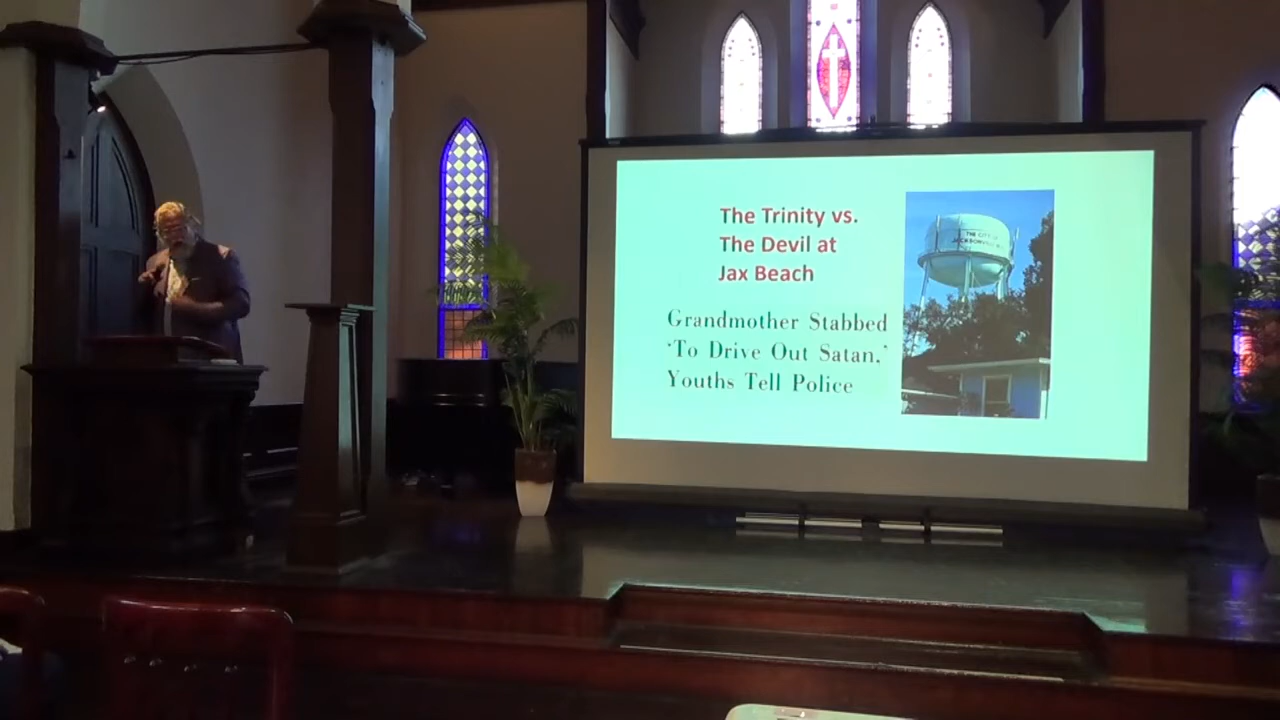 The Trinity vs.
The Devil at
Jax Beach
Grandmother Stabbed
'To Drive Out Satan,'
Youths Tell Police
THE CITY OF